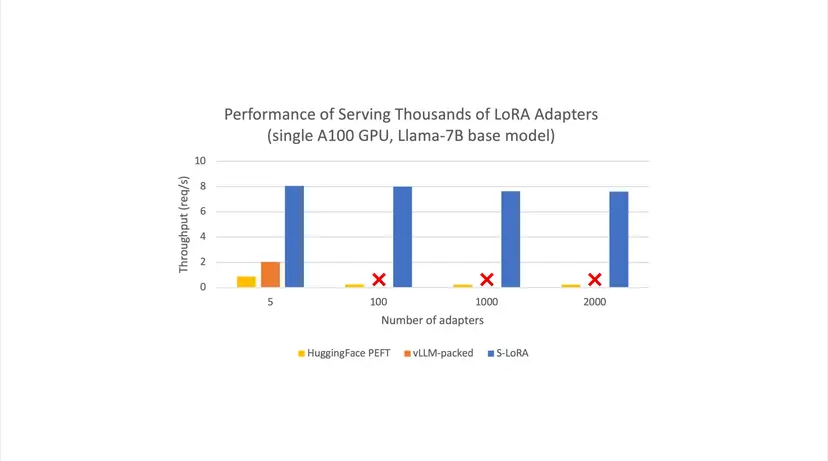 Performance of Serving Thousands of LoRA Adapters
(single A100 GPU, Llama-7B base model)
Throughput (req/s)
10
8
6
4
2
0
5 100 1000 2000
Number of adapters
HuggingFace PEFT vLLM-packed S-LoRA